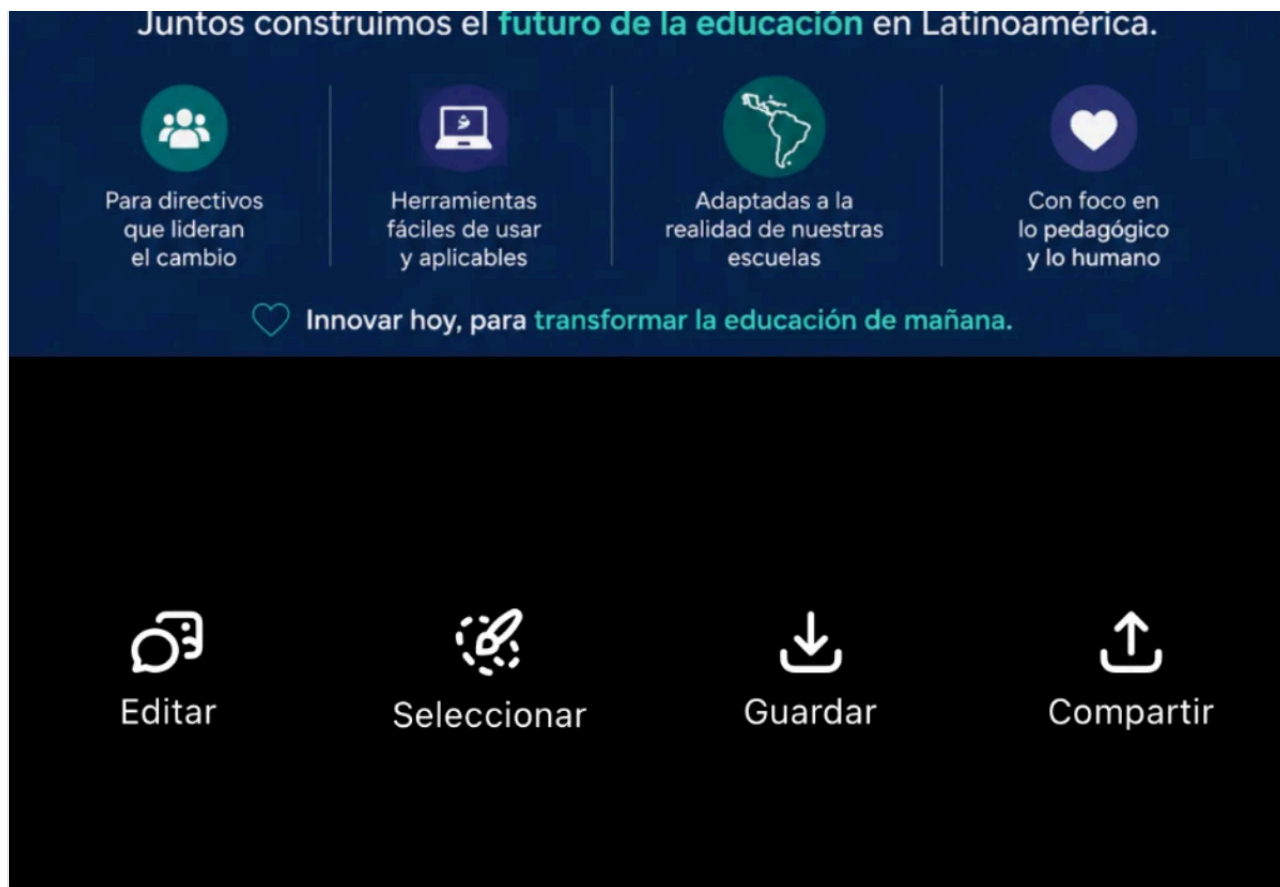 Juntos construimos el futuro de la educación en Latinoamérica.
Para directivos
que lideran
el cambio
Herramientas
fáciles de usar
y aplicables
Adaptadas a la
realidad de nuestras
escuelas
Con foco en
lo pedagógico
y lo humano
Innovar hoy, para transformar la educación de mañana.
Editar
Seleccionar
Guardar
Compartir